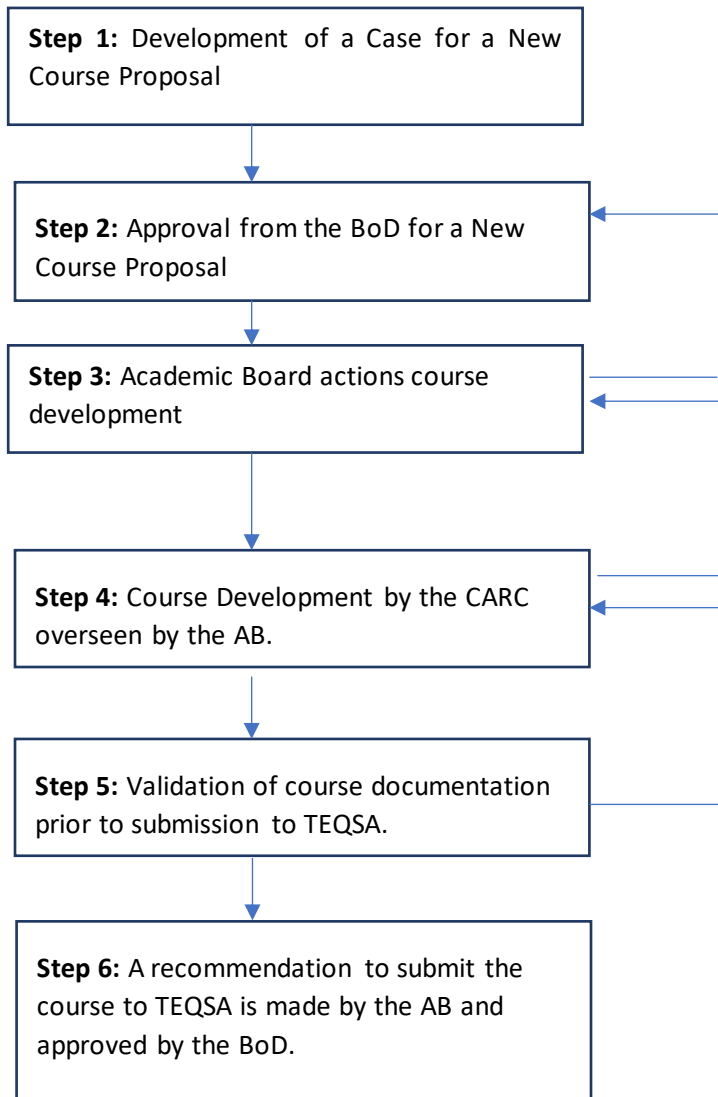 Step 1: Development of a Case for a New
Course Proposal
Step 2: Approval from the BoD for a New
Course Proposal
Step 3: Academic Board actions course
development
Step 4: Course Development by the CARC
overseen by the AB.
Step 5: Validation of course documentation
prior to submission to TEQSA.
Step 6: A recommendation to submit the
course to TEQSA is made by the AB and
approved by the BoD.